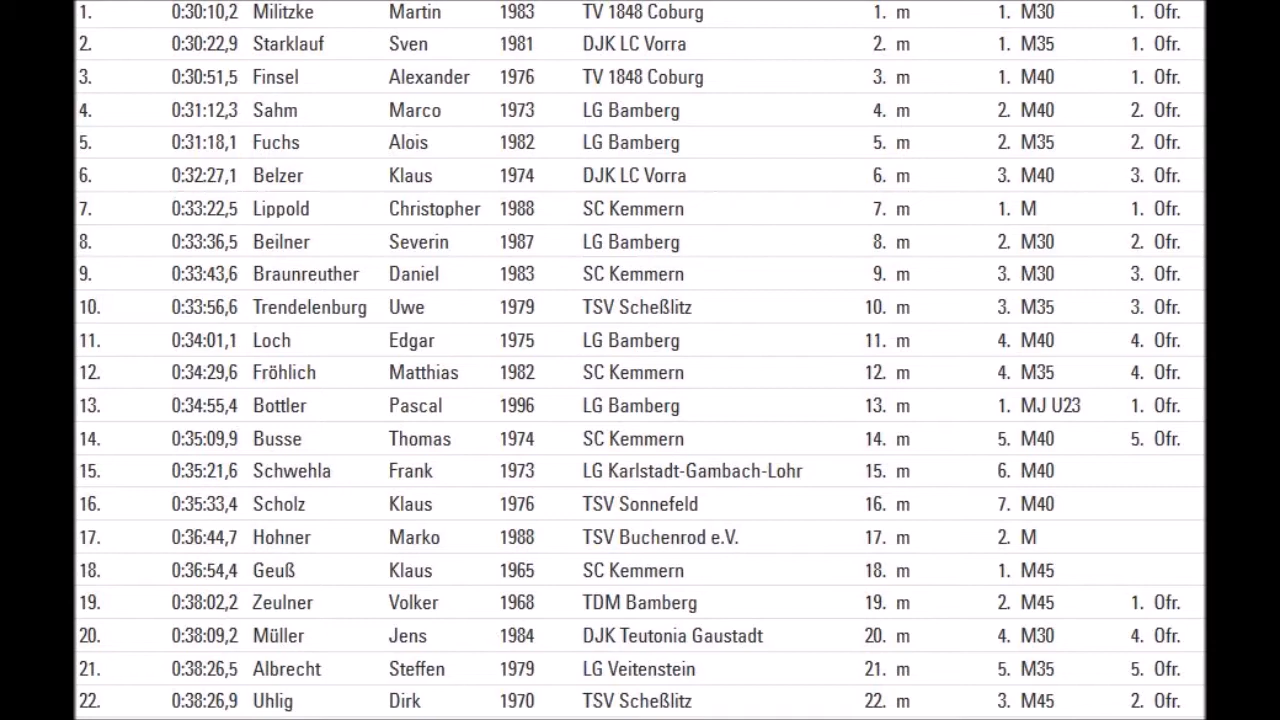 1. 0:30:10,2 Militzke Martin 1983 TV 1848 Coburg 1. m 1. M30 1. Ofr.
2. 0:30:22,9 Starklauf Sven 1981 DJK LC Vorra 2. m 1. M35 1. Ofr.
3. 0:30:51,5 Finsel Alexander 1976 TV 1848 Coburg 3. m 1. M40 1. Ofr.
4. 0:31:12,3 Sahm Marco 1973 LG Bamberg 4. m 2. M40 2. Ofr.
5. 0:31:18,1 Fuchs Alois 1982 LG Bamberg 5. m 2. M35 2. Ofr.
6. 0:32:27,1 Belzer Klaus 1974 DJK LC Vorra 6. m 3. M40 3. Ofr.
7. 0:33:22,5 Lippold Christopher 1988 SC Kemmern 7. m 1. M 1. Ofr.
8. 0:33:36,5 Beilner Severin 1987 LG Bamberg 8. m 2. M30 2. Ofr.
9. 0:33:43,6 Braunreuther Daniel 1983 SC Kemmern 9. m 3. M30 3. Ofr.
10. 0:33:56,6 Trendelenburg Uwe 1979 TSV Scheßlitz 10. m 3. M35 3. Ofr.
11. 0:34:01,1 Loch Edgar 1975 LG Bamberg 11. m 4. M40 4. Ofr.
12. 0:34:29,6 Fröhlich Matthias 1982 SC Kemmern 12. m 4. M35 4. Ofr.
13. 0:34:55,4 Bottler Pascal 1996 LG Bamberg 13. m 1. MJ U23 1. Ofr.
14. 0:35:09,9 Busse Thomas 1974 SC Kemmern 14. m 5. M40 5. Ofr.
15. 0:35:21,6 Schwehla Frank 1973 LG Karlstadt-Gambach-Lohr 15. m 6. M40
16. 0:35:33,4 Scholz Klaus 1976 TSV Sonnefeld 16. m 7. M40
17. 0:36:44,7 Hohner Marko 1988 TSV Buchenrod e.V. 17. m 2. M
18. 0:36:54,4 Geuß Klaus 1965 SC Kemmern 18. m 1. M45
19. 0:38:02,2 Zeulner Volker 1968 TDM Bamberg 19. m 2. M45 1. Ofr.
20. 0:38:09,2 Müller Jens 1984 DJK Teutonia Gaustadt 20. m 4. M30 4. Ofr.
21. 0:38:26,5 Albrecht Steffen 1979 LG Veitenstein 21. m 5. M35 5. Ofr.
22. 0:38:26,9 Uhlig Dirk 1970 TSV Scheßlitz 22. m 3. M45 2. Ofr.